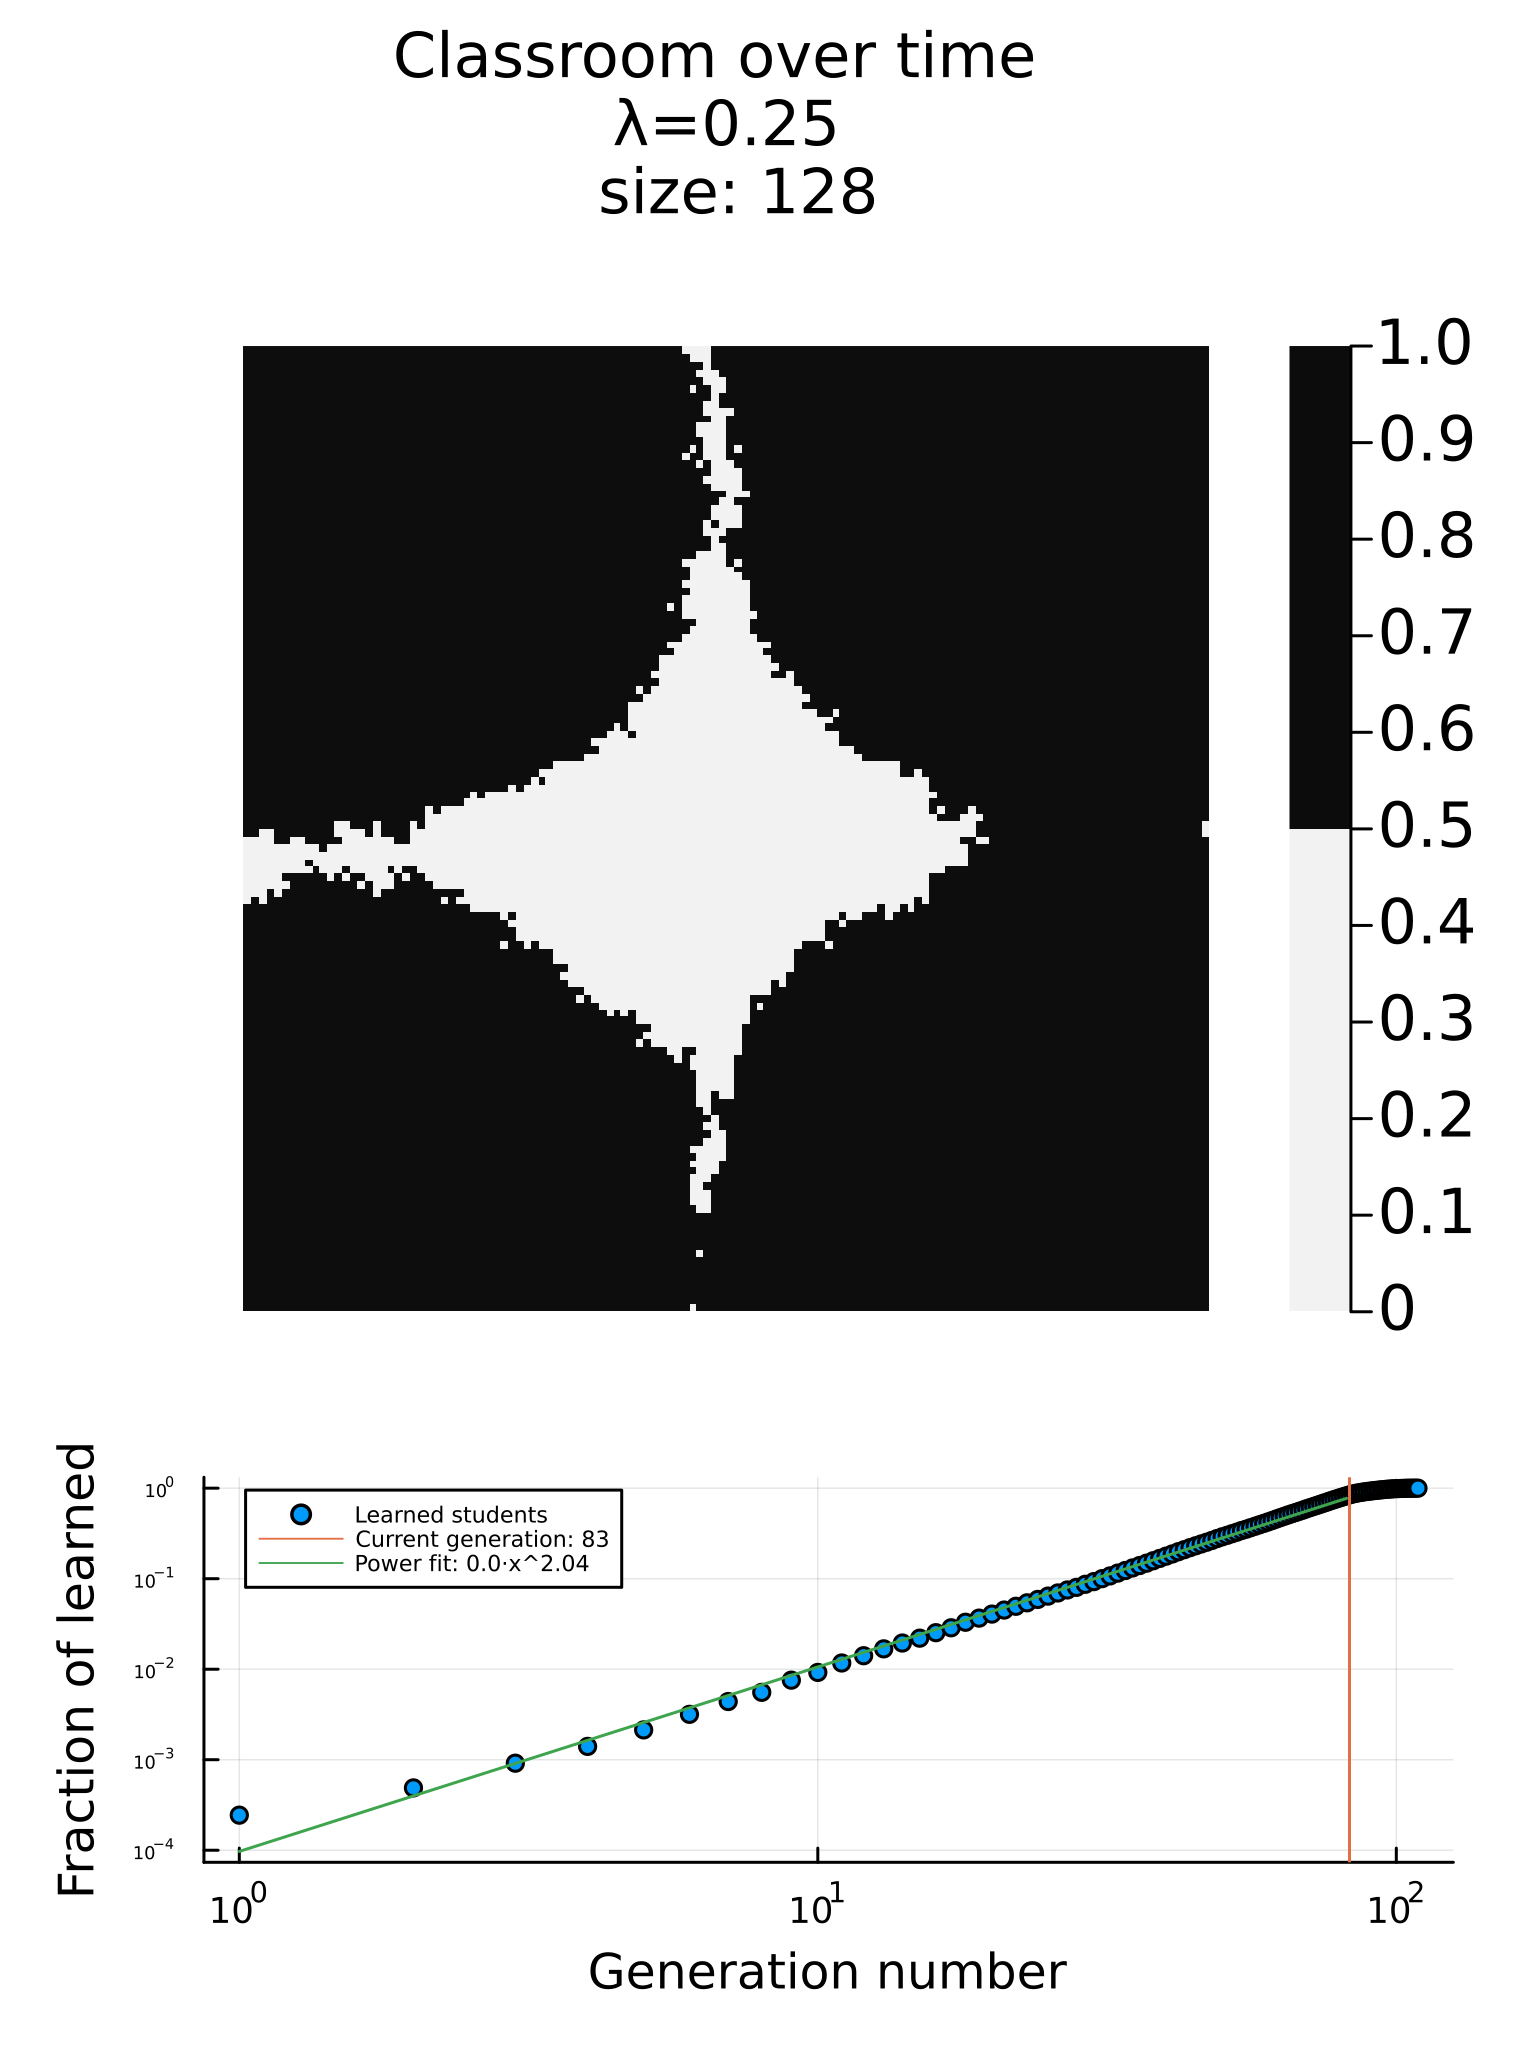 Classroom over time
λ=0.25
size: 128
1.0
0.9
0.8
0.7
0.6
0.5
0.4
0.3
0.2
0.1
0
Fraction of learned
10^0
10^-1
10^-2
10^-3
10^-4
Learned students
Current generation: 83
Power fit: 0.0·x^2.04
10^0 10^1 10^2
Generation number